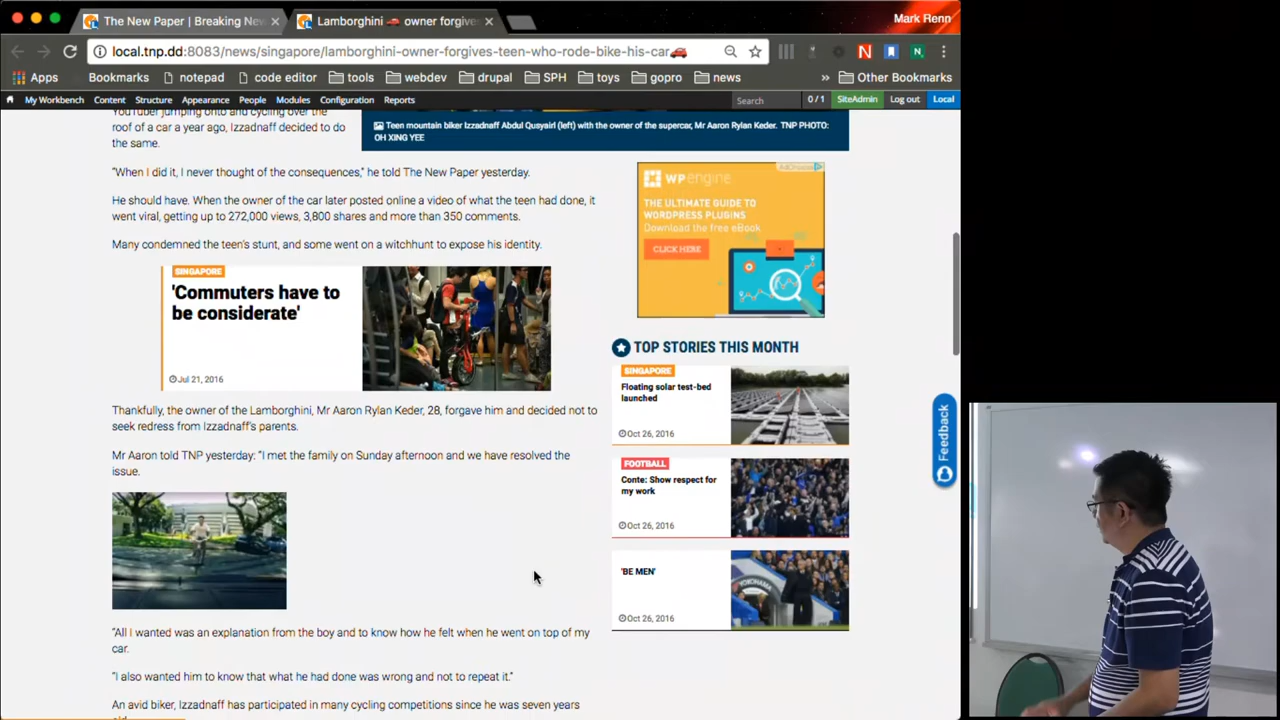 The New Paper | Breaking New
Lamborghini 🚗 owner forgive
Mark Renn
local.tnp.dd:8083/news/singapore/lamborghini-owner-forgives-teen-who-rode-bike-his-car🚗
Apps Bookmarks notepad code editor tools webdev drupal SPH toys gopro news » Other Bookmarks
My Workbench Content Structure Appearance People Modules Configuration Reports Search 0 / 1 SiteAdmin Log out Local
YouTuber jumping onto and cycling over the
roof of a car a year ago, Izzadnaff decided to do
the same.
Teen mountain biker Izzadnaff Abdul Qusyairi (left) with the owner of the supercar, Mr Aaron Rylan Keder. TNP PHOTO:
OH XING YEE
"When I did it, I never thought of the consequences," he told The New Paper yesterday.
He should have. When the owner of the car later posted online a video of what the teen had done, it
went viral, getting up to 272,000 views, 3,800 shares and more than 350 comments.
Many condemned the teen's stunt, and some went on a witchhunt to expose his identity.
SINGAPORE
'Commuters have to
be considerate'
Jul 21, 2016
Thankfully, the owner of the Lamborghini, Mr Aaron Rylan Keder, 28, forgave him and decided not to
seek redress from Izzadnaff's parents.
Mr Aaron told TNP yesterday: "I met the family on Sunday afternoon and we have resolved the
issue.
"All I wanted was an explanation from the boy and to know how he felt when he went on top of my
car.
"I also wanted him to know that what he had done was wrong and not to repeat it."
An avid biker, Izzadnaff has participated in many cycling competitions since he was seven years
AdChoices
WPengine
THE ULTIMATE GUIDE TO
WORDPRESS PLUGINS
Download the free eBook
CLICK HERE
TOP STORIES THIS MONTH
SINGAPORE
Floating solar test-bed
launched
Oct 26, 2016
FOOTBALL
Conte: Show respect for
my work
Oct 26, 2016
'BE MEN'
Oct 26, 2016
YOKOHAMA
Feedback